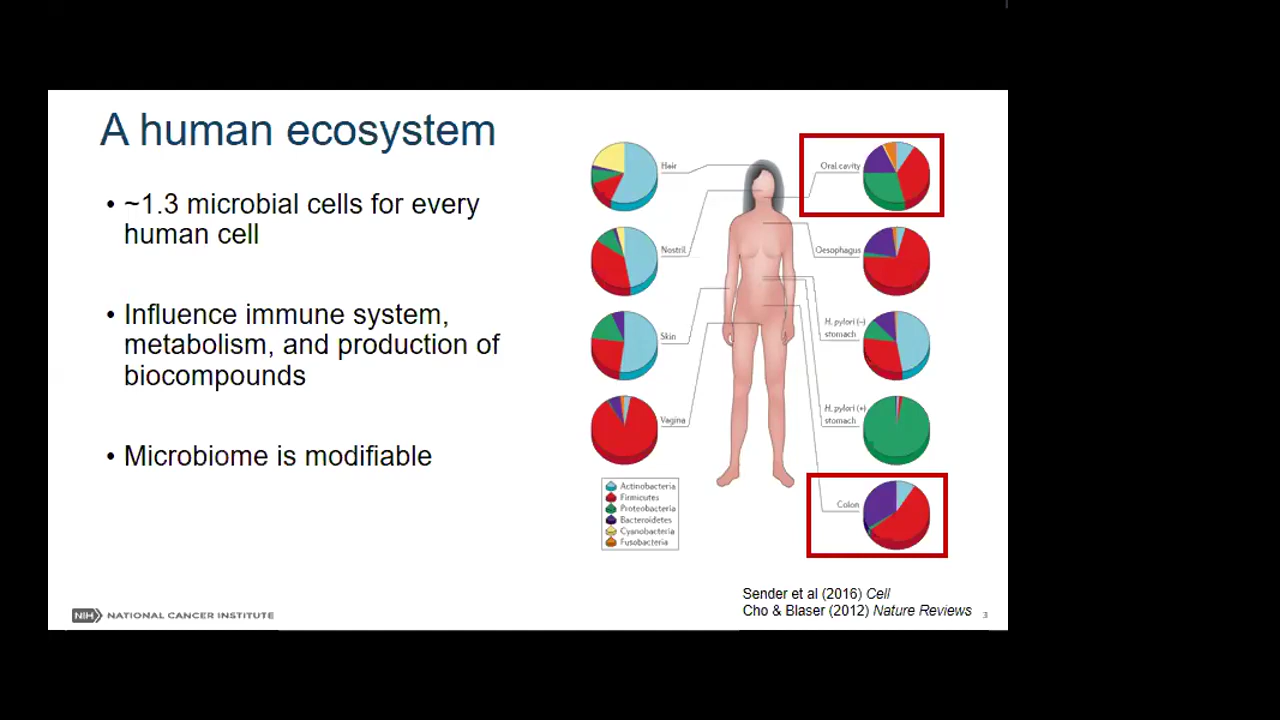 A human ecosystem
• ~1.3 microbial cells for every
human cell
• Influence immune system,
metabolism, and production of
biocompounds
• Microbiome is modifiable
Hair
Nostril
Skin
Vagina
Oral cavity
Oesophagus
H. pylori (–)
stomach
H. pylori (+)
stomach
Colon
Actinobacteria
Firmicutes
Proteobacteria
Bacteroidetes
Cyanobacteria
Fusobacteria
Sender et al (2016) Cell
Cho & Blaser (2012) Nature Reviews
NIH NATIONAL CANCER INSTITUTE
3